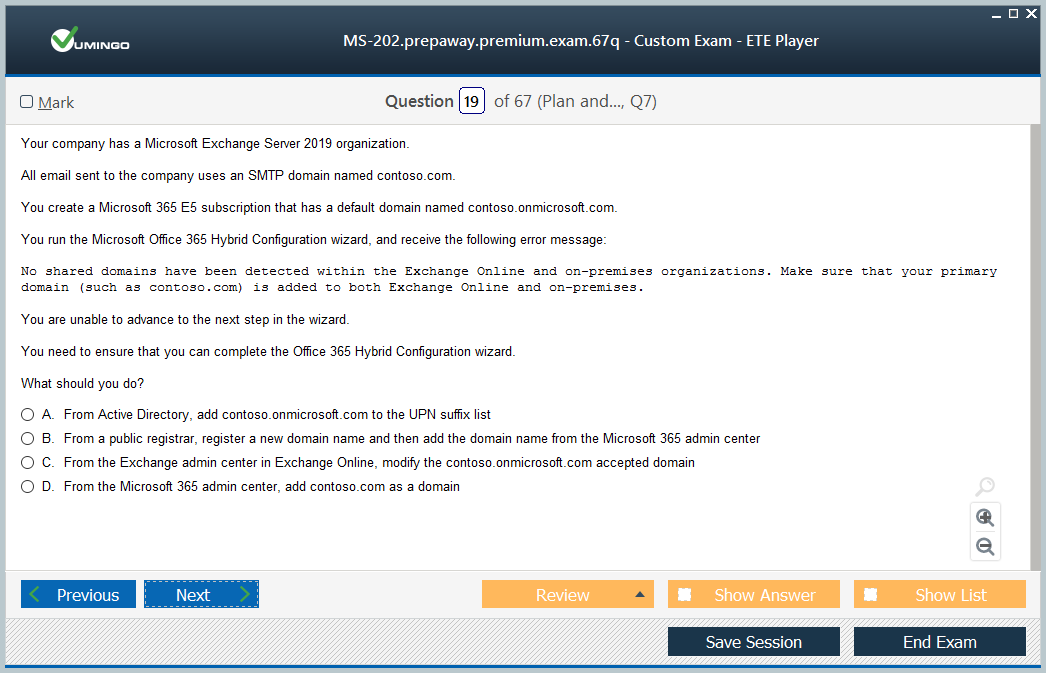 VUMINGO
MS-202.prepaway.premium.exam.67q - Custom Exam - ETE Player
Mark
Question 19 of 67 (Plan and..., Q7)
Your company has a Microsoft Exchange Server 2019 organization.
All email sent to the company uses an SMTP domain named contoso.com.
You create a Microsoft 365 E5 subscription that has a default domain named contoso.onmicrosoft.com.
You run the Microsoft Office 365 Hybrid Configuration wizard, and receive the following error message:
No shared domains have been detected within the Exchange Online and on-premises organizations. Make sure that your primary
domain (such as contoso.com) is added to both Exchange Online and on-premises.
You are unable to advance to the next step in the wizard.
You need to ensure that you can complete the Office 365 Hybrid Configuration wizard.
What should you do?
A. From Active Directory, add contoso.onmicrosoft.com to the UPN suffix list
B. From a public registrar, register a new domain name and then add the domain name from the Microsoft 365 admin center
C. From the Exchange admin center in Exchange Online, modify the contoso.onmicrosoft.com accepted domain
D. From the Microsoft 365 admin center, add contoso.com as a domain
Previous
Next
Review
Show Answer
Show List
Save Session
End Exam